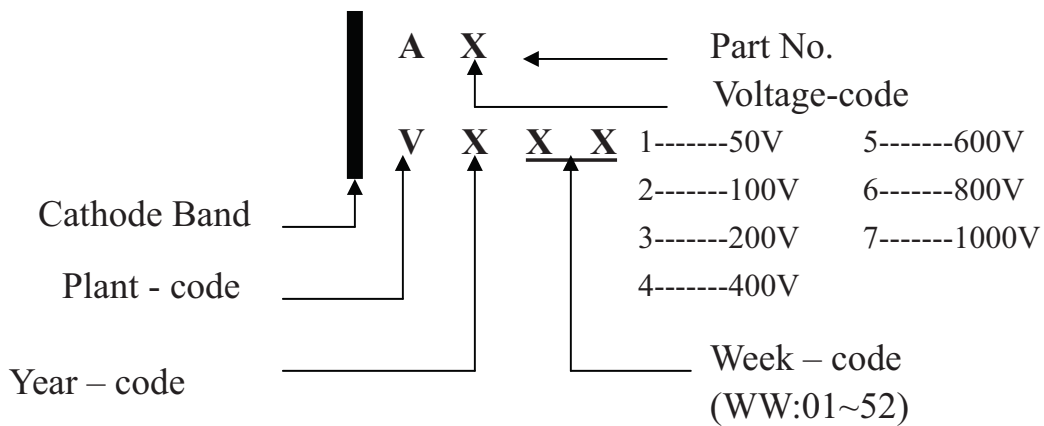 A X Part No.
Voltage-code
V X X X 1-------50V 5-------600V
2-------100V 6-------800V
Cathode Band 3-------200V 7-------1000V
Plant - code 4-------400V
Year – code Week – code
(WW:01~52)